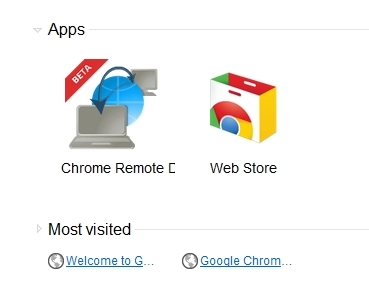 Apps
BETA
Chrome Remote D
Web Store
Most visited
Welcome to G...
Google Chrom...